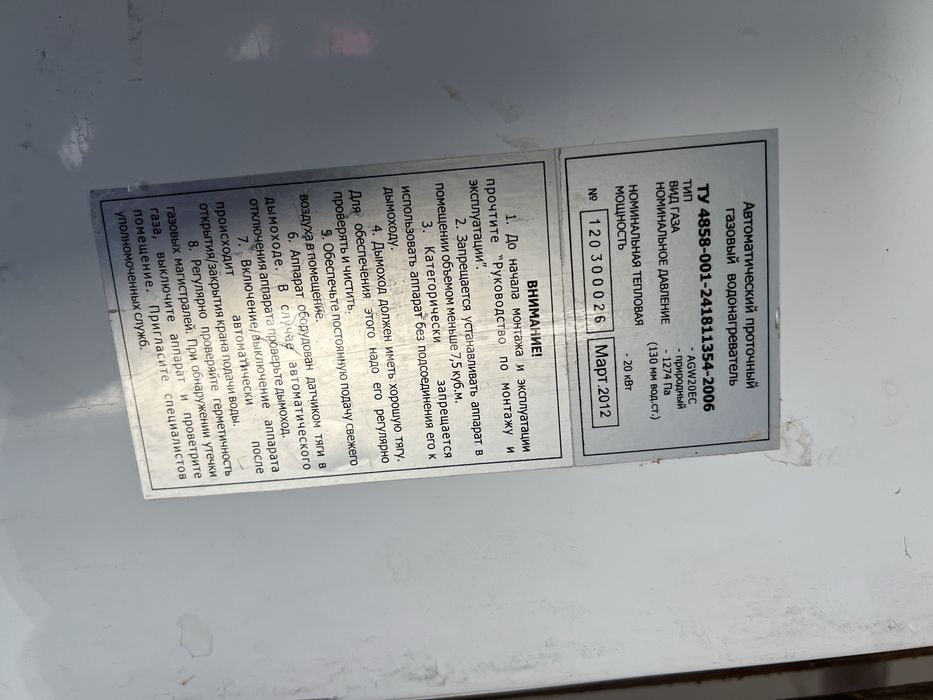 Автоматический проточный
газовый водонагреватель
ТУ 4858-001-24181354-2006
ТИП - AGW20EC
ВИД ГАЗА - природный
НОМИНАЛЬНОЕ ДАВЛЕНИЕ - 1274 Па
(130 мм вод.ст.)
НОМИНАЛЬНАЯ ТЕПЛОВАЯ
МОЩНОСТЬ - 20 кВт
№ 120300026 Март.2012
ВНИМАНИЕ!
1. До начала монтажа и эксплуатации
прочтите "Руководство по монтажу и
эксплуатации".
2. Запрещается устанавливать аппарат в
помещении объемом меньше 7,5 куб.м.
3. Категорически запрещается
использовать аппарат без подсоединения его к
дымоходу.
4. Дымоход должен иметь хорошую тягу.
Для обеспечения этого надо его регулярно
проверять и чистить.
5. Обеспечьте постоянную подачу свежего
воздуха в помещение.
6. Аппарат оборудован датчиком тяги в
дымоходе. В случае автоматического
отключения аппарата проверьте дымоход.
7. Включение/выключение аппарата
происходит автоматически после
открытия/закрытия крана подачи воды.
8. Регулярно проверяйте герметичность
газовых магистралей. При обнаружении утечки
газа, выключите аппарат и проветрите
помещение. Пригласите специалистов
уполномоченных служб.